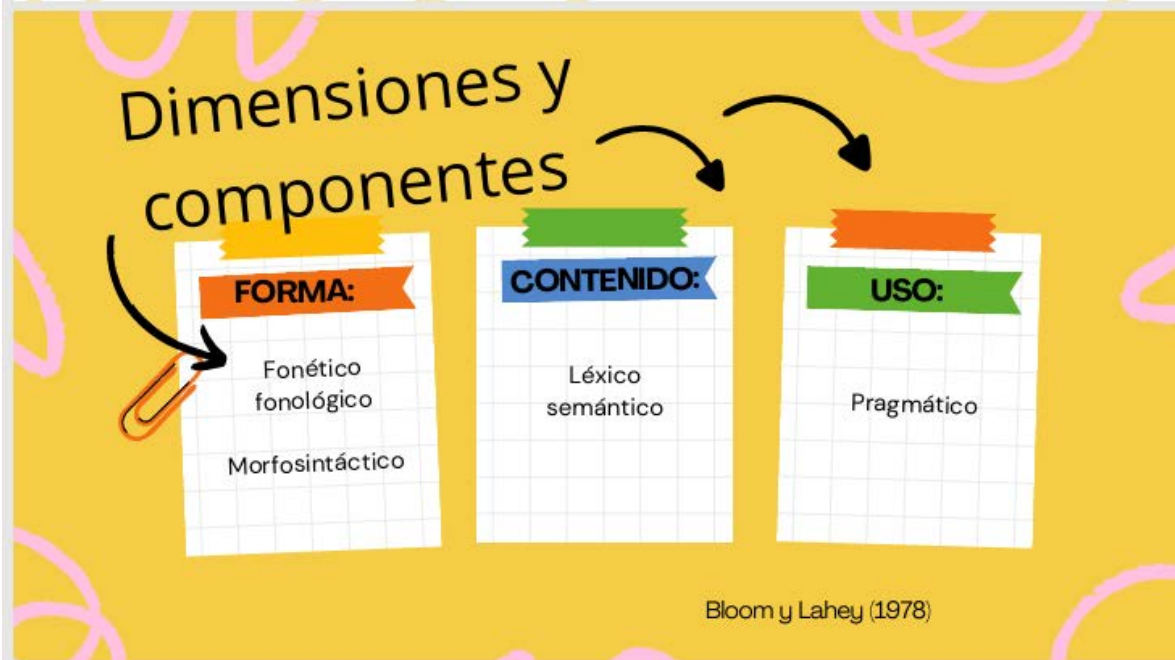 Dimensiones y
componentes
FORMA:
Fonético
fonológico
Morfosintáctico
CONTENIDO:
Léxico
semántico
USO:
Pragmático
Bloom y Lahey (1978)